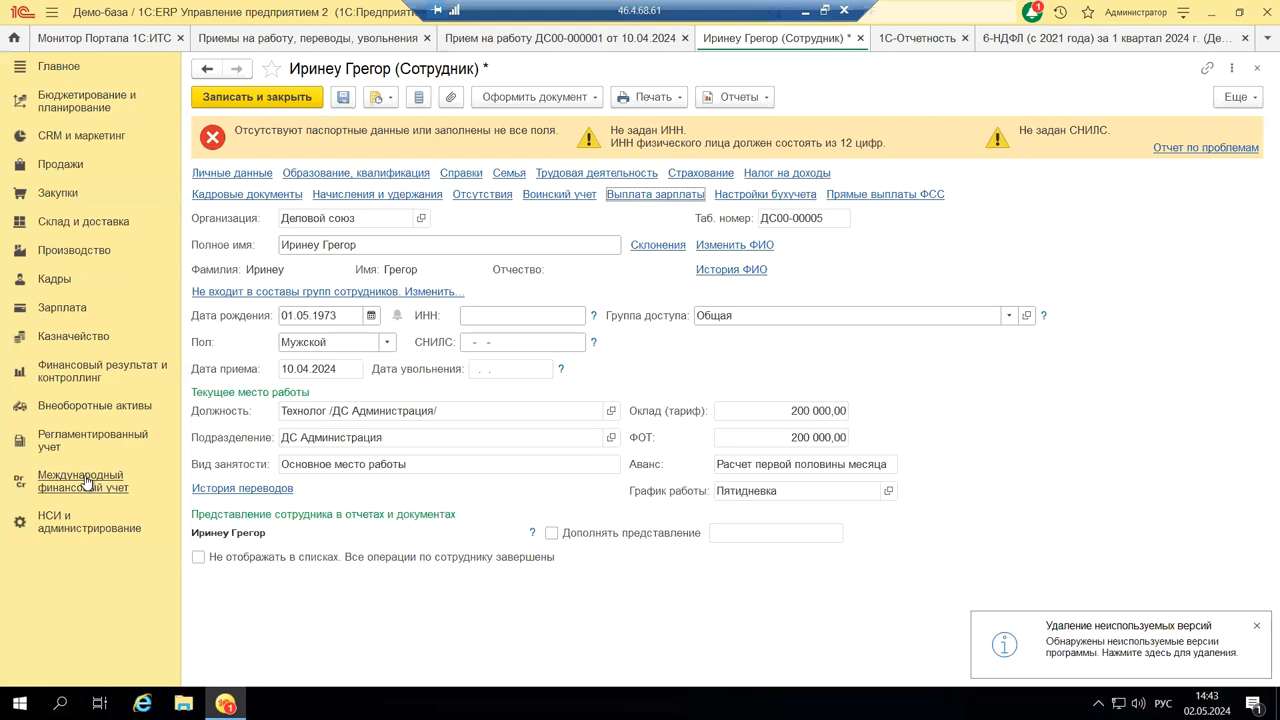 1С Демо-база / 1С:ERP Управление предприятием 2 (1С:Предприяти... 46.4.68.61 1 Администратор
Монитор Портала 1С:ИТС × Приемы на работу, переводы, увольнения × Прием на работу ДС00-000001 от 10.04.2024 × Иринеу Грегор (Сотрудник) * × 1С-Отчетность × 6-НДФЛ (с 2021 года) за 1 квартал 2024 г. (Де... ×
Главное
Бюджетирование и
планирование
CRM и маркетинг
Продажи
Закупки
Склад и доставка
Производство
Кадры
Зарплата
Казначейство
Финансовый результат и
контроллинг
Внеоборотные активы
Регламентированный
учет
Международный
финансовый учет
НСИ и
администрирование
Иринеу Грегор (Сотрудник) *
Записать и закрыть Оформить документ Печать Отчеты Еще
Отсутствуют паспортные данные или заполнены не все поля. Не задан ИНН. Не задан СНИЛС.
ИНН физического лица должен состоять из 12 цифр. Отчет по проблемам
Личные данные Образование, квалификация Справки Семья Трудовая деятельность Страхование Налог на доходы
Кадровые документы Начисления и удержания Отсутствия Воинский учет Выплата зарплаты Настройки бухучета Прямые выплаты ФСС
Организация: Деловой союз Таб. номер: ДС00-00005
Полное имя: Иринеу Грегор Склонения Изменить ФИО
Фамилия: Иринеу Имя: Грегор Отчество: История ФИО
Не входит в составы групп сотрудников. Изменить...
Дата рождения: 01.05.1973 ИНН: ? Группа доступа: Общая ?
Пол: Мужской СНИЛС: - - ?
Дата приема: 10.04.2024 Дата увольнения: . . ?
Текущее место работы
Должность: Технолог /ДС Администрация/ Оклад (тариф): 200 000,00
Подразделение: ДС Администрация ФОТ: 200 000,00
Вид занятости: Основное место работы Аванс: Расчет первой половины месяца
История переводов График работы: Пятидневка
Представление сотрудника в отчетах и документах
Иринеу Грегор ? Дополнять представление
Не отображать в списках. Все операции по сотруднику завершены
Удаление неиспользуемых версий ×
Обнаружены неиспользуемые версии
программы. Нажмите здесь для удаления.
РУС 14:43
02.05.2024 1